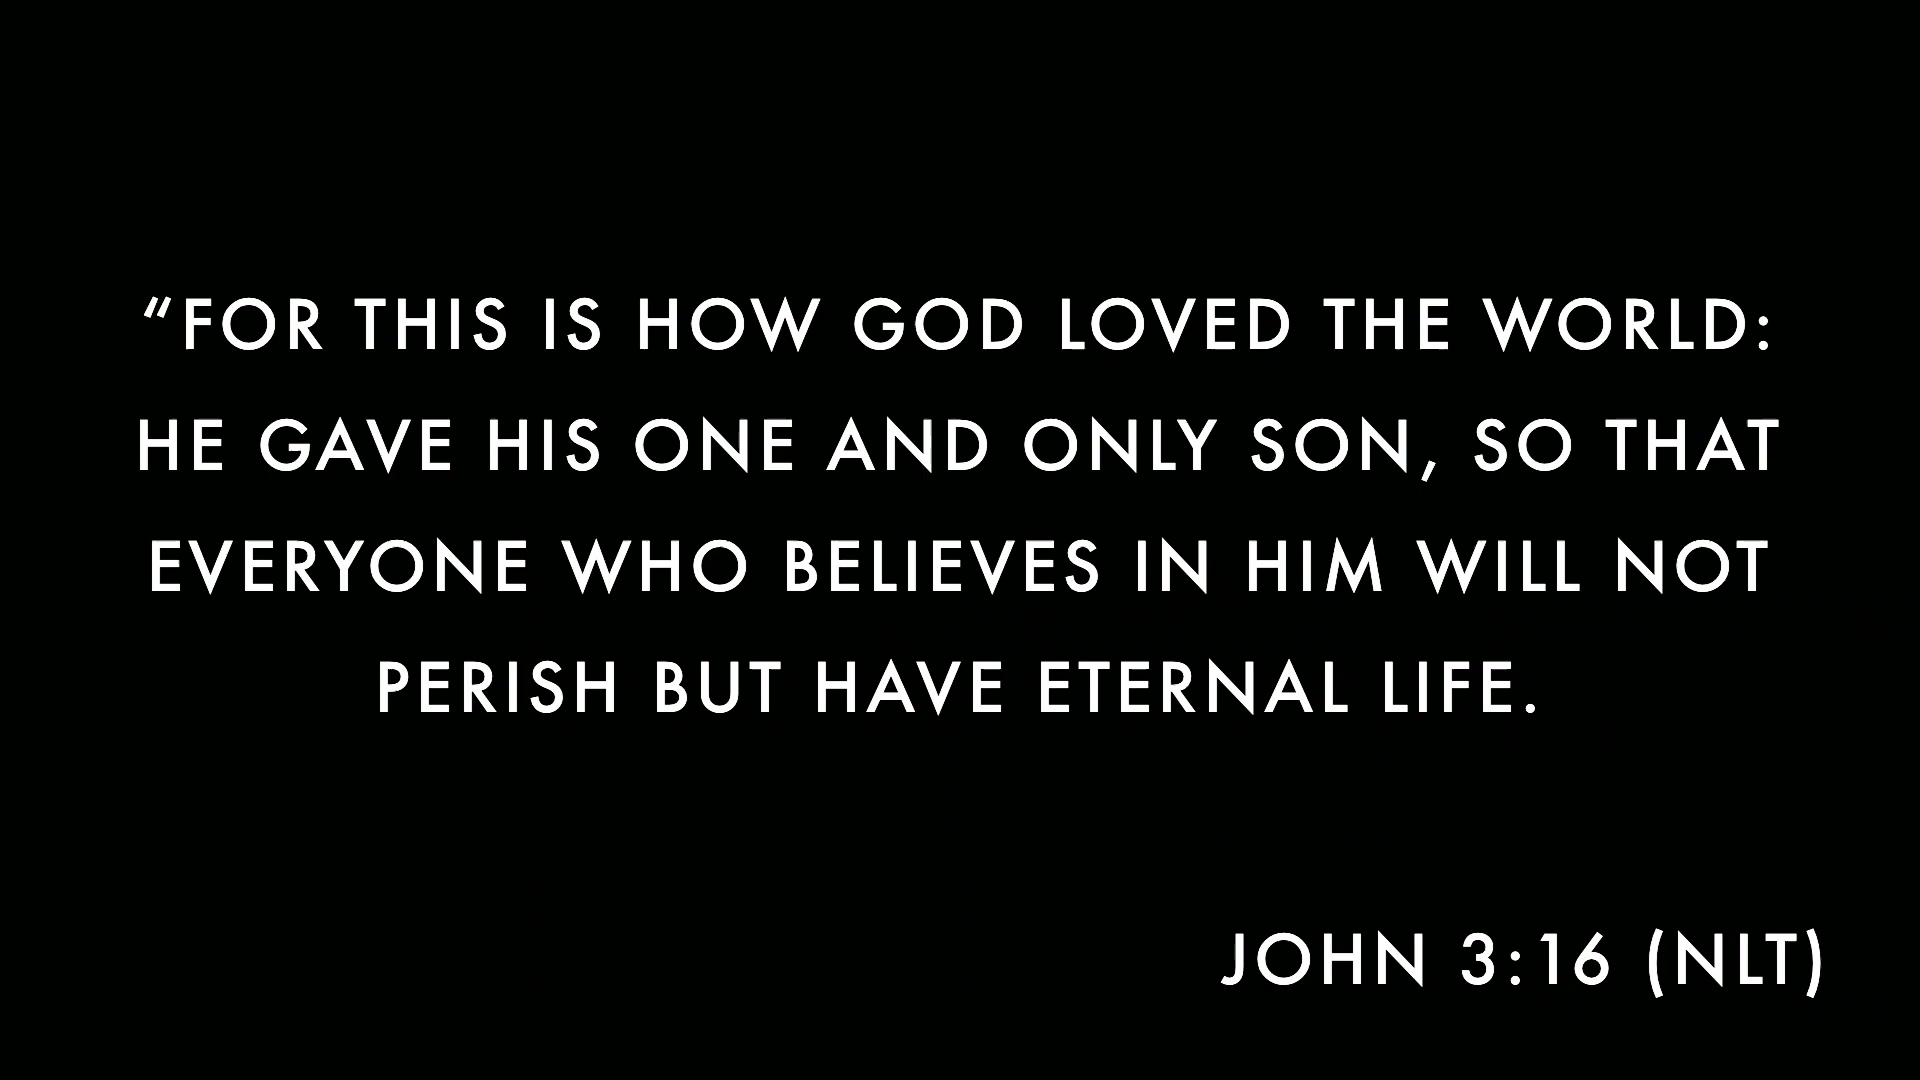 “FOR THIS IS HOW GOD LOVED THE WORLD:
HE GAVE HIS ONE AND ONLY SON, SO THAT
EVERYONE WHO BELIEVES IN HIM WILL NOT
PERISH BUT HAVE ETERNAL LIFE.
JOHN 3:16 (NLT)